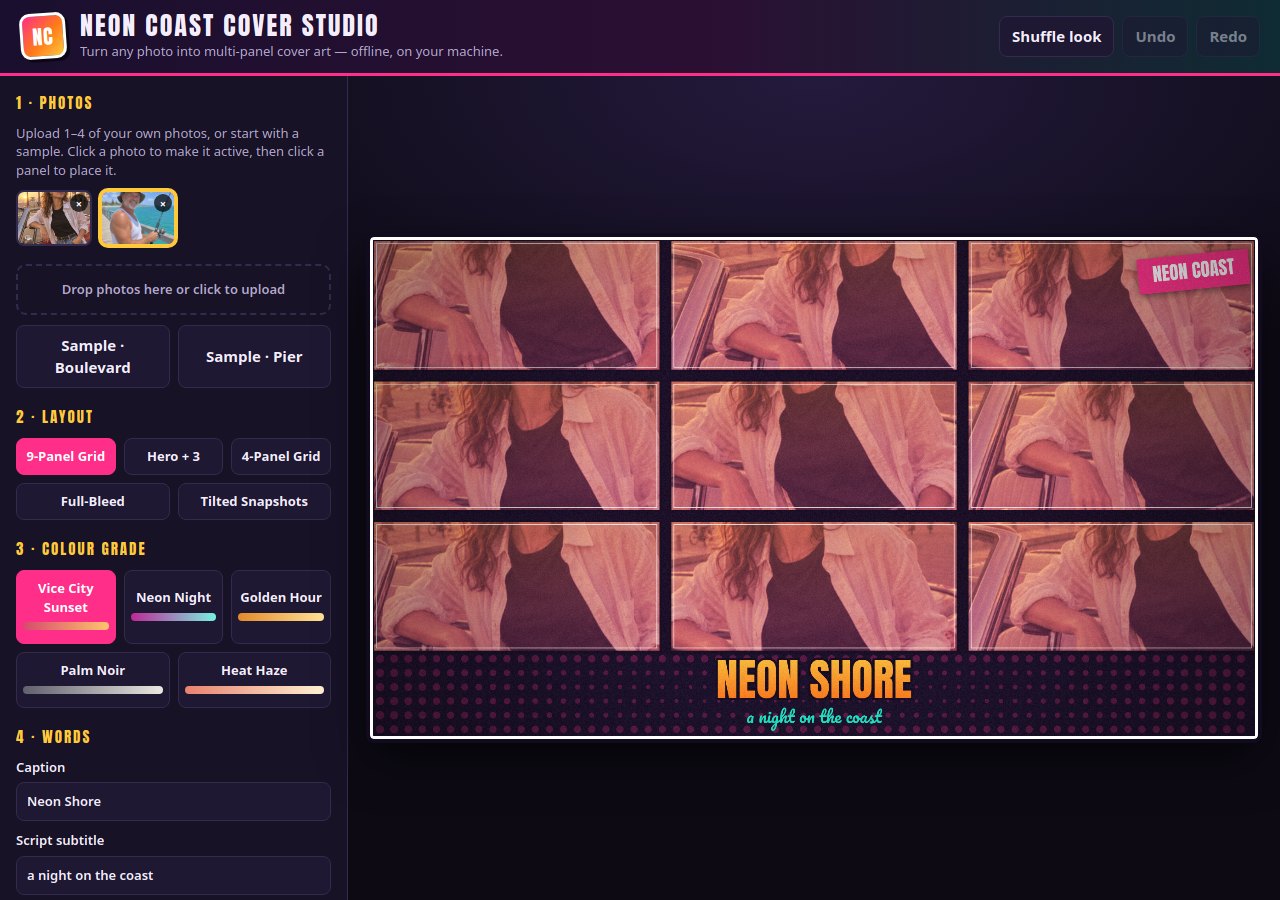 NC
NEON COAST COVER STUDIO
Turn any photo into multi-panel cover art — offline, on your machine.
Shuffle look
Undo
Redo
1 · PHOTOS
Upload 1–4 of your own photos, or start with a
sample. Click a photo to make it active, then click a
panel to place it.
×
×
Drop photos here or click to upload
Sample ·
Boulevard
Sample · Pier
2 · LAYOUT
9-Panel Grid
Hero + 3
4-Panel Grid
Full-Bleed
Tilted Snapshots
3 · COLOUR GRADE
Vice City
Sunset
Neon Night
Golden Hour
Palm Noir
Heat Haze
4 · WORDS
Caption
Neon Shore
Script subtitle
a night on the coast
NEON COAST
NEON SHORE
a night on the coast